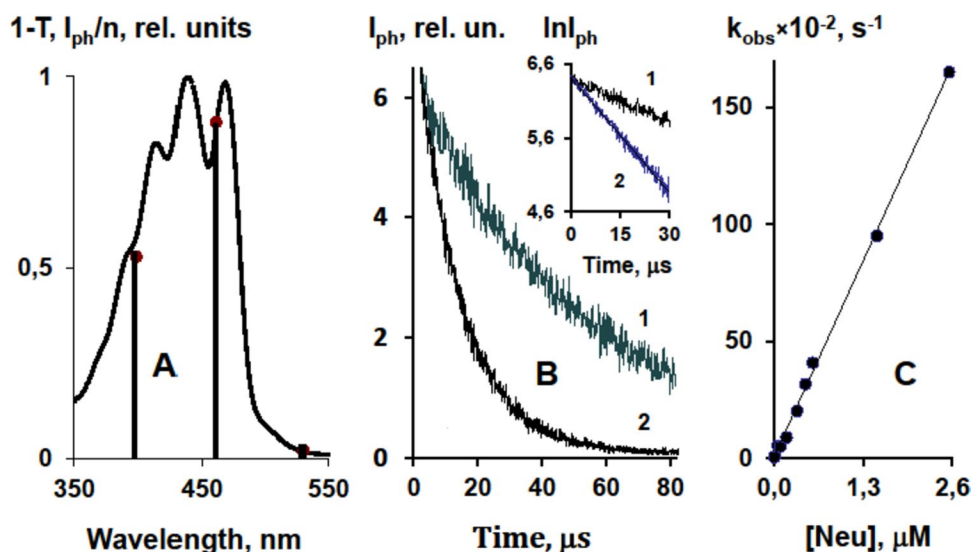 1-T, Iph/n, rel. units
1
0,5
0
350
450
550
A
Wavelength, nm
Iph, rel. un.
6
4
2
0
0
20
40
60
80
1
2
B
Time, µs
lnIph
6,6
5,6
4,6
0
15
30
1
2
Time, µs
kobs×10-2, s-1
150
100
50
0
0,0
1,3
2,6
C
[Neu], µM